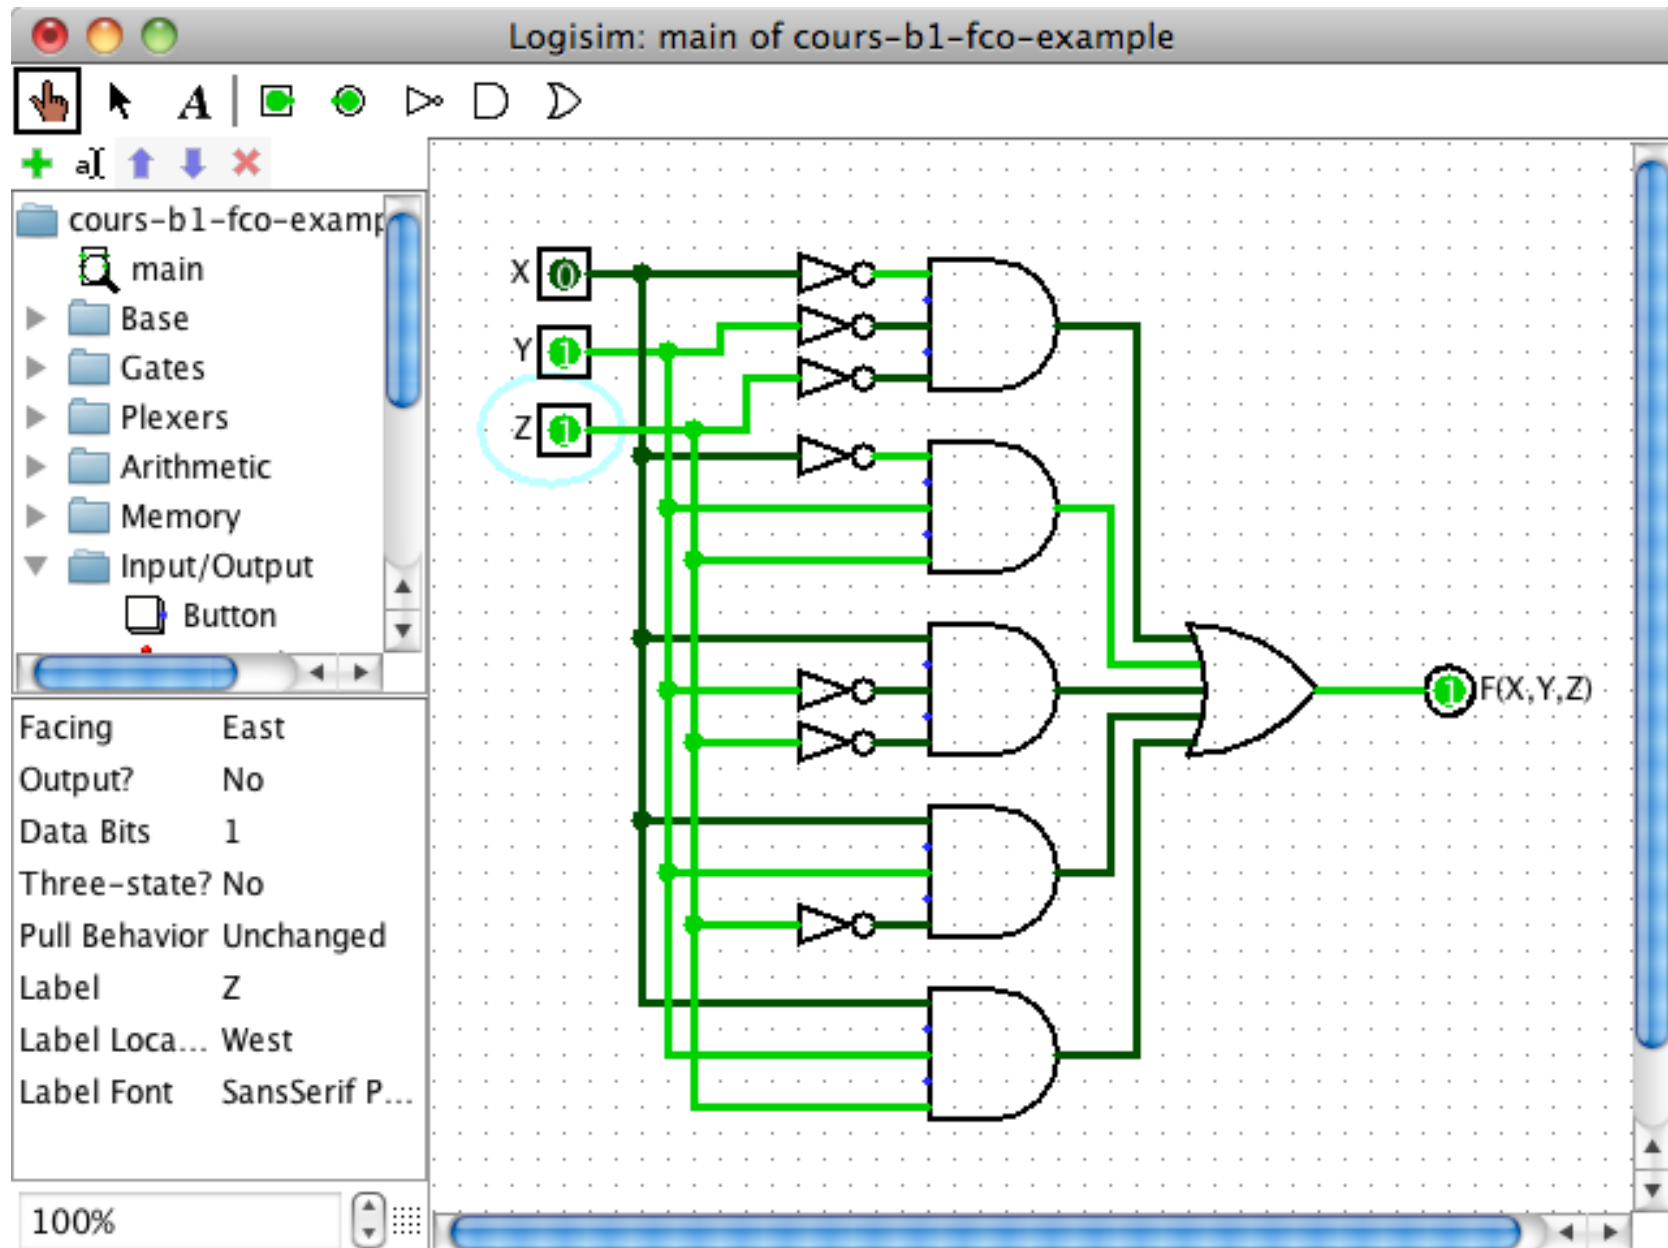 Logisim: main of cours-b1-fco-example
A
aI
cours-b1-fco-examp
main
Base
Gates
Plexers
Arithmetic
Memory
Input/Output
Button
Facing East
Output? No
Data Bits 1
Three-state? No
Pull Behavior Unchanged
Label Z
Label Loca... West
Label Font SansSerif P...
100%
X 0
Y 1
Z 1
1 F(X,Y,Z)